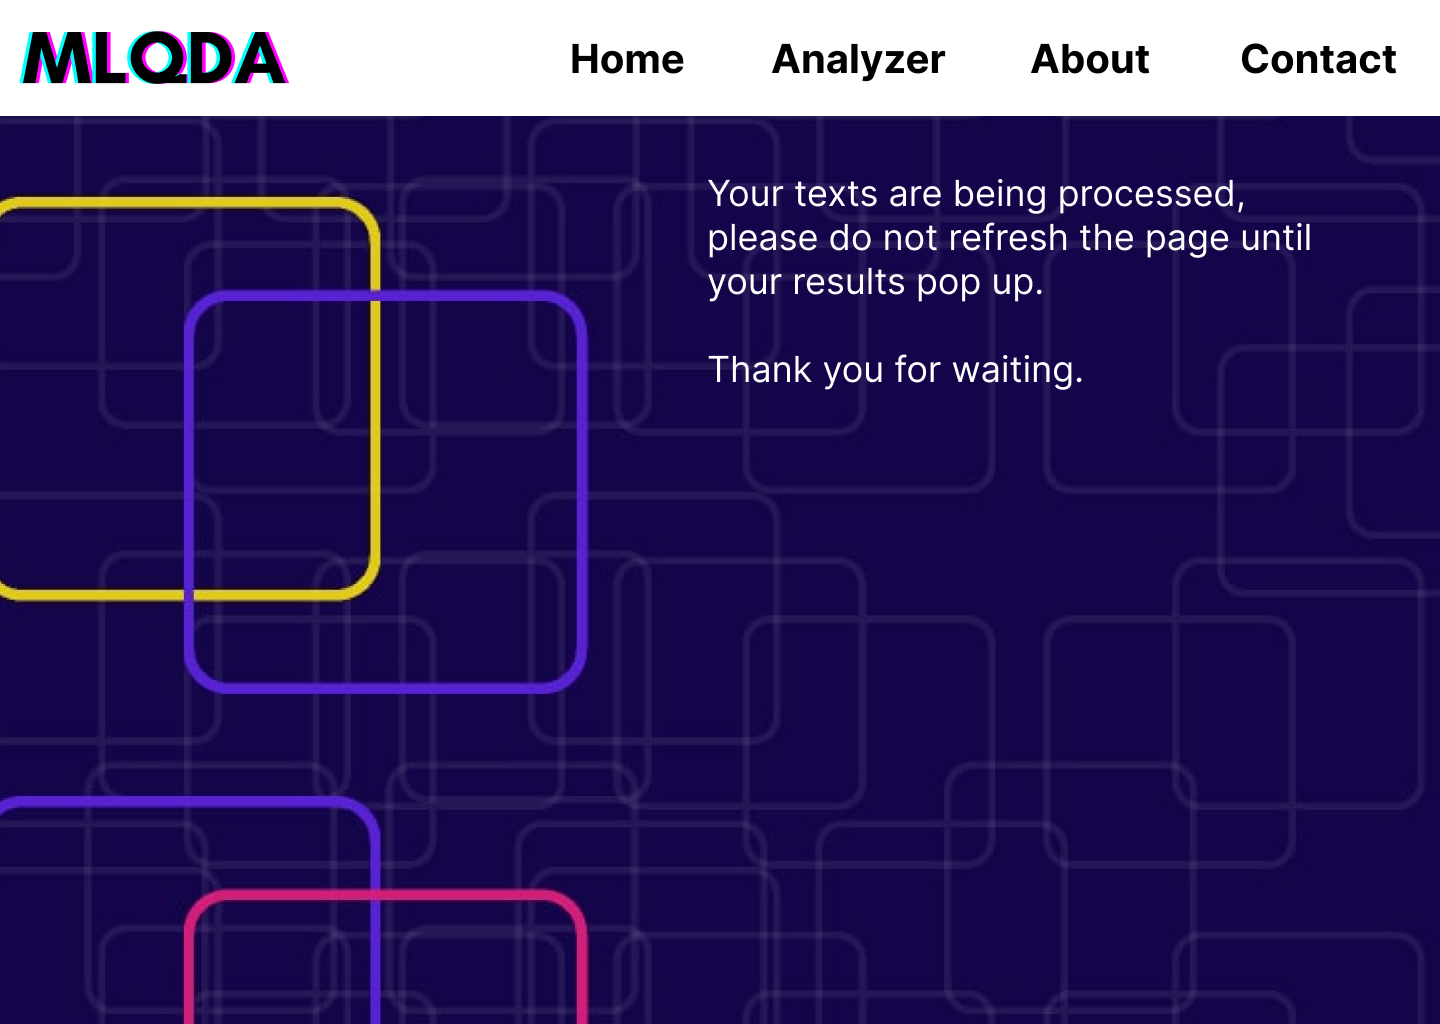 MLQDA
Home Analyzer About Contact
Your texts are being processed,
please do not refresh the page until
your results pop up.
Thank you for waiting.